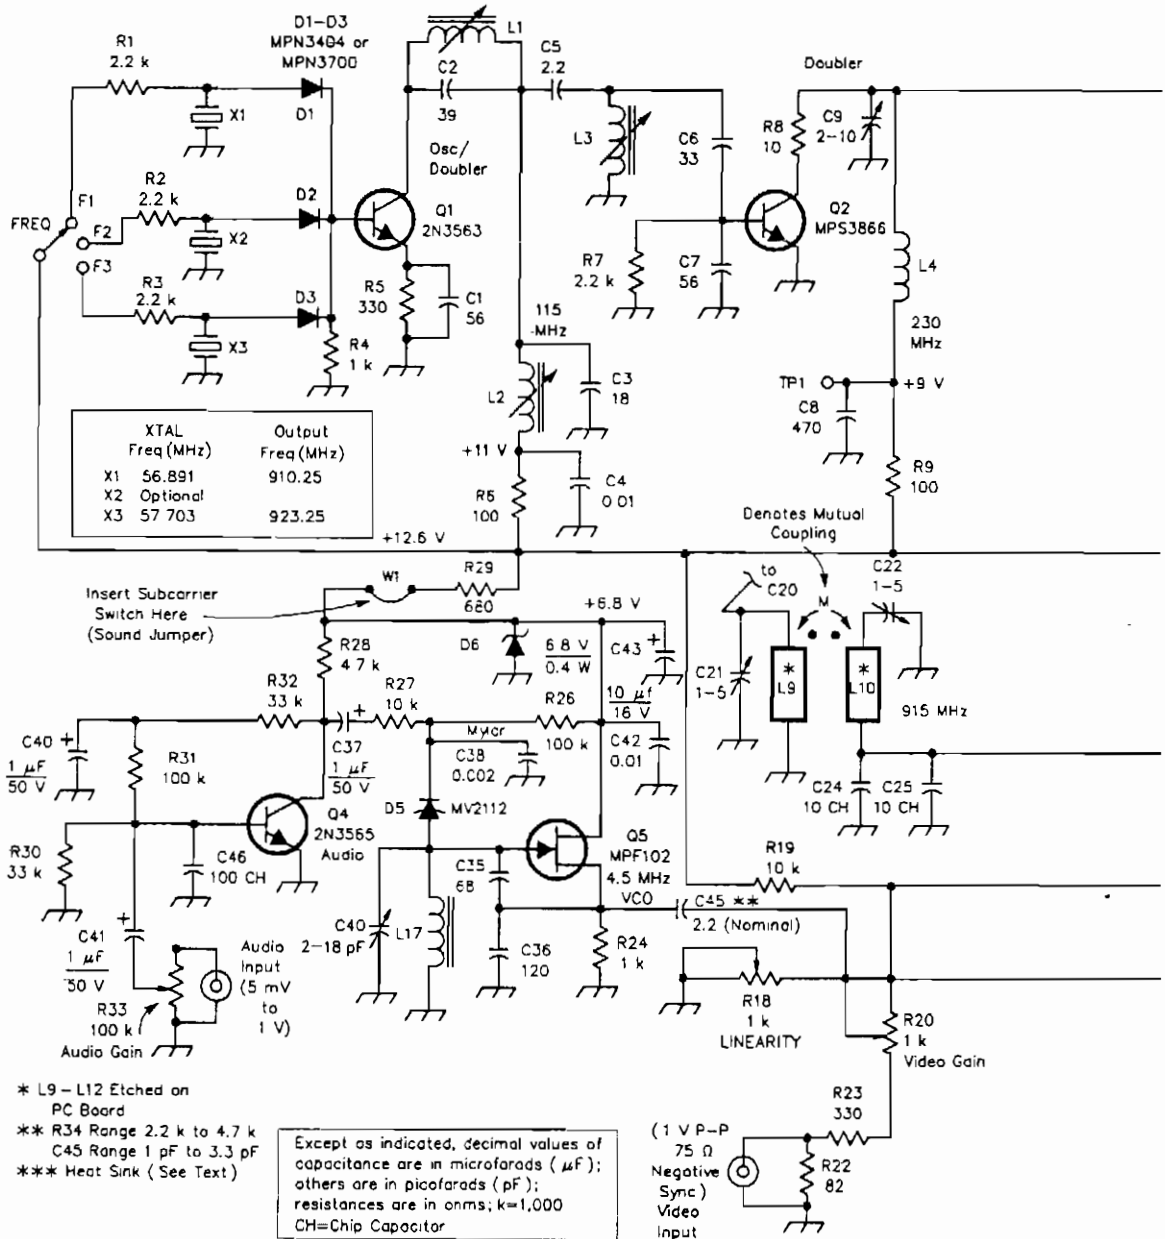 D1-D3
MPN3404 or
MPN3700
R1
2.2 k
X1
D1
L1
C2
39
C5
2.2
Osc/
Doubler
L3
C6
33
Doubler
R8
10
C9
2-10
R2
2.2 k
F1
FREQ
F2
F3
X2
D2
Q1
2N3563
Q2
MPS3866
R7
2.2 k
C7
56
L4
R3
2.2 k
X3
D3
R4
1 k
R5
330
C1
56
115
-MHz
230
MHz
L2
C3
18
TP1
+9 V
C8
470
XTAL Output
Freq (MHz) Freq (MHz)
X1 56.891 910.25
X2 Optional
X3 57 703 923.25
+11 V
R6
100
C4
0 01
R9
100
+12.6 V
Denotes Mutual
Coupling
M
to
C20
C22
1-5
Insert Subcarrier
Switch Here
(Sound Jumper)
W1
R29
680
+6.8 V
D6
6 8 V
0.4 W
C43
+
R28
4 7 k
C21
1-5
*
L9
*
L10
915 MHz
R32
33 k
+
C37
1 µF
50 V
R27
10 k
Mylar
C38
0.002
R26
100 k
10 µf
16 V
C42
0.01
C40
+
1 µF
50 V
R31
100 k
C24
10 CH
C25
10 CH
D5
MV2112
Q4
2N3565
Audio
Q5
MPF102
4.5 MHz
VCO
R30
33 k
C46
100 CH
C35
68
R19
10 k
C45 **
2.2 (Nominal)
+
C41
1 µF
50 V
C40
2-18 pF
L17
C36
120
R24
1 k
Audio
Input
(5 mV
to
1 V)
R33
100 k
Audio Gain
R18
1 k
LINEARITY
R20
1 k
Video Gain
* L9 - L12 Etched on
PC Board
** R34 Range 2.2 k to 4.7 k
C45 Range 1 pF to 3.3 pF
*** Heat Sink (See Text)
Except as indicated, decimal values of
capacitance are in microfarads (µF);
others are in picofarads (pF);
resistances are in onms; k=1,000
CH=Chip Capacitor
(1 V P-P
75 Ω
Negative
Sync)
Video
Input
R23
330
R22
82